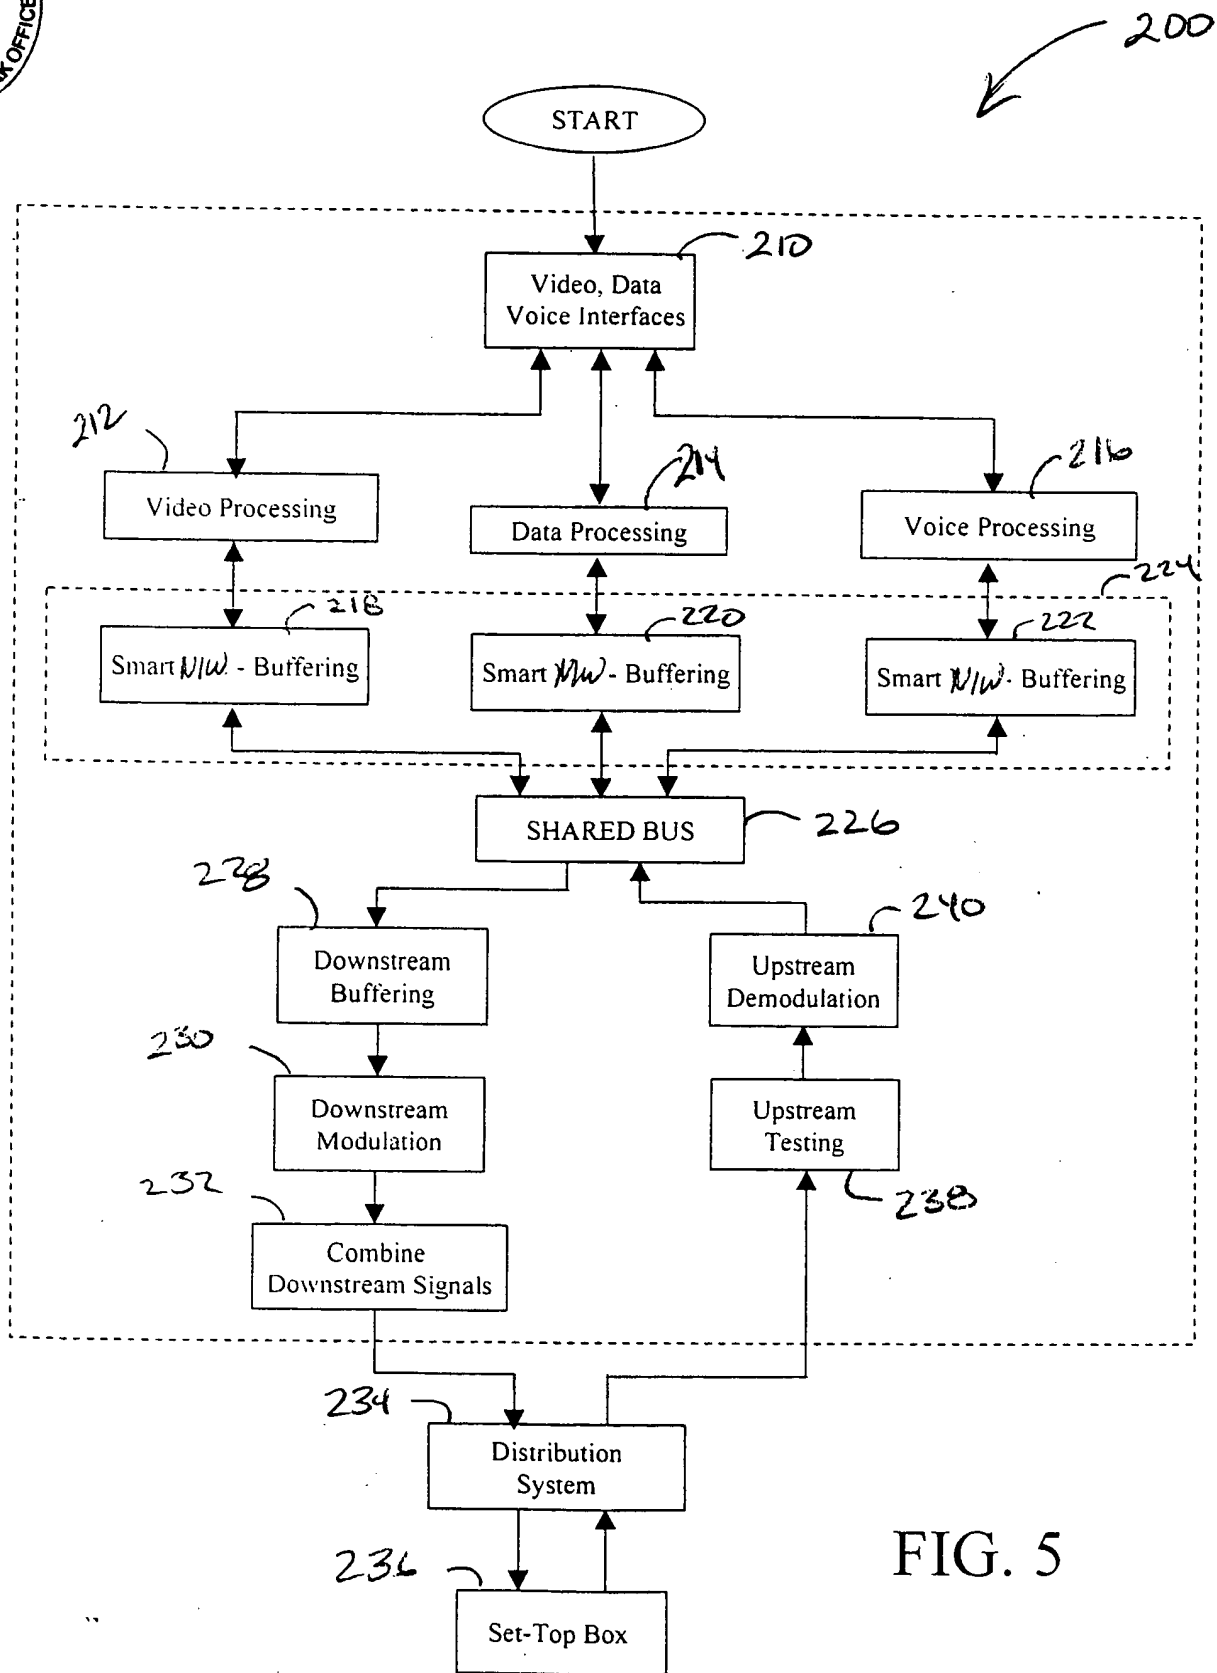 RK OFFICE
200
START
210
Video, Data
Voice Interfaces
212
214
216
Video Processing
Data Processing
Voice Processing
224
218
220
222
Smart N/W - Buffering
Smart N/W - Buffering
Smart N/W - Buffering
SHARED BUS
226
228
240
Downstream
Buffering
Upstream
Demodulation
230
Downstream
Modulation
Upstream
Testing
232
238
Combine
Downstream Signals
234
Distribution
System
FIG. 5
236
Set-Top Box